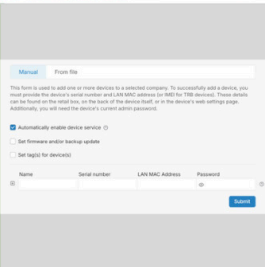 Manual From file
This form is used to add one or more devices to a selected company. To successfully add a device, you
must provide the device's serial number and LAN MAC address (or IMEI for TRB devices). These details
can be found on the retail box, on the back of the device itself, or in the device's web settings page.
Additionally, you will need the device's current admin password.
Automatically enable device service
Set firmware and/or backup update
Set tag(s) for device(s)
Name Serial number LAN MAC Address Password
Submit